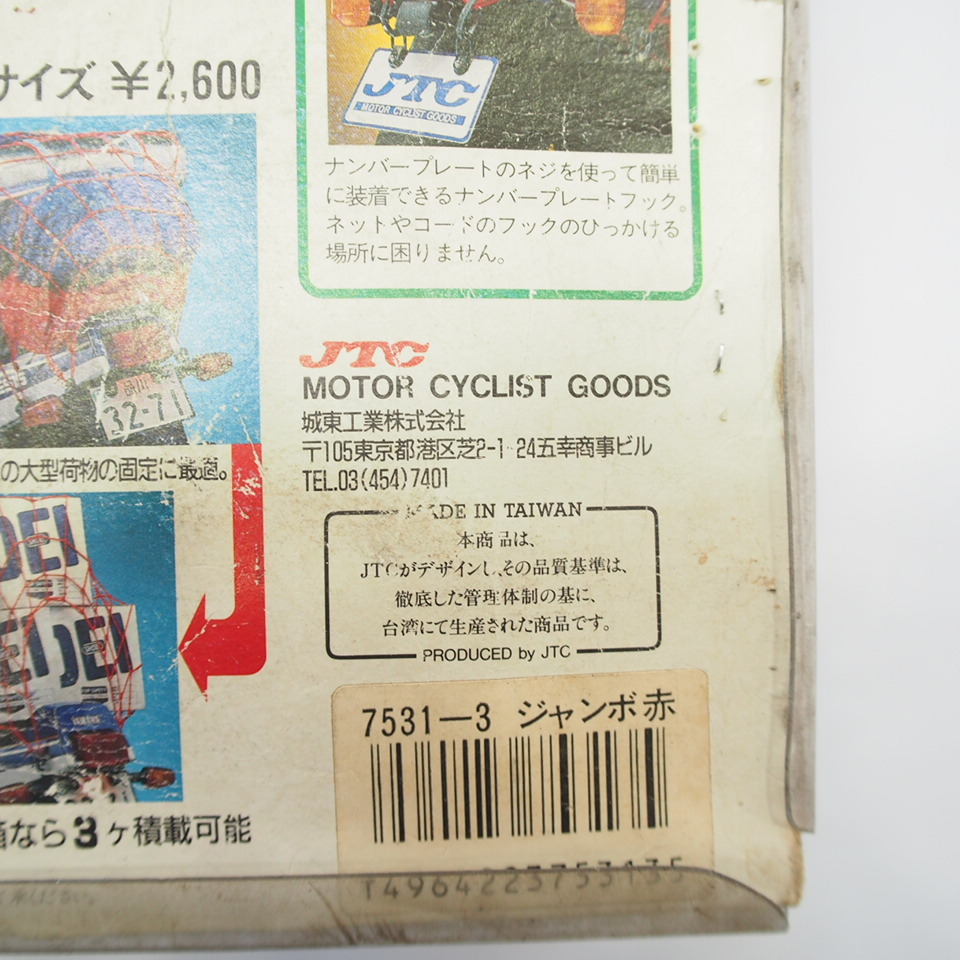 サイズ ¥2,600
JTC
MOTOR CYCLIST GOODS
ナンバープレートのネジを使って簡単
に装着できるナンバープレートフック。
ネットやコードのフックのひっかける
場所に困りません。
32-71
の大型荷物の固定に最適。
DEI
EI DEI
YAMAHA
なら3ヶ積載可能
JTC
MOTOR CYCLIST GOODS
城東工業株式会社
〒105東京都港区芝2-1-24五幸商事ビル
TEL.03(454)7401
MADE IN TAIWAN
本商品は、
JTCがデザインし、その品質基準は、
徹底した管理体制の基に、
台湾にて生産された商品です。
PRODUCED by JTC
7531-3 ジャンボ赤
T4964223753135